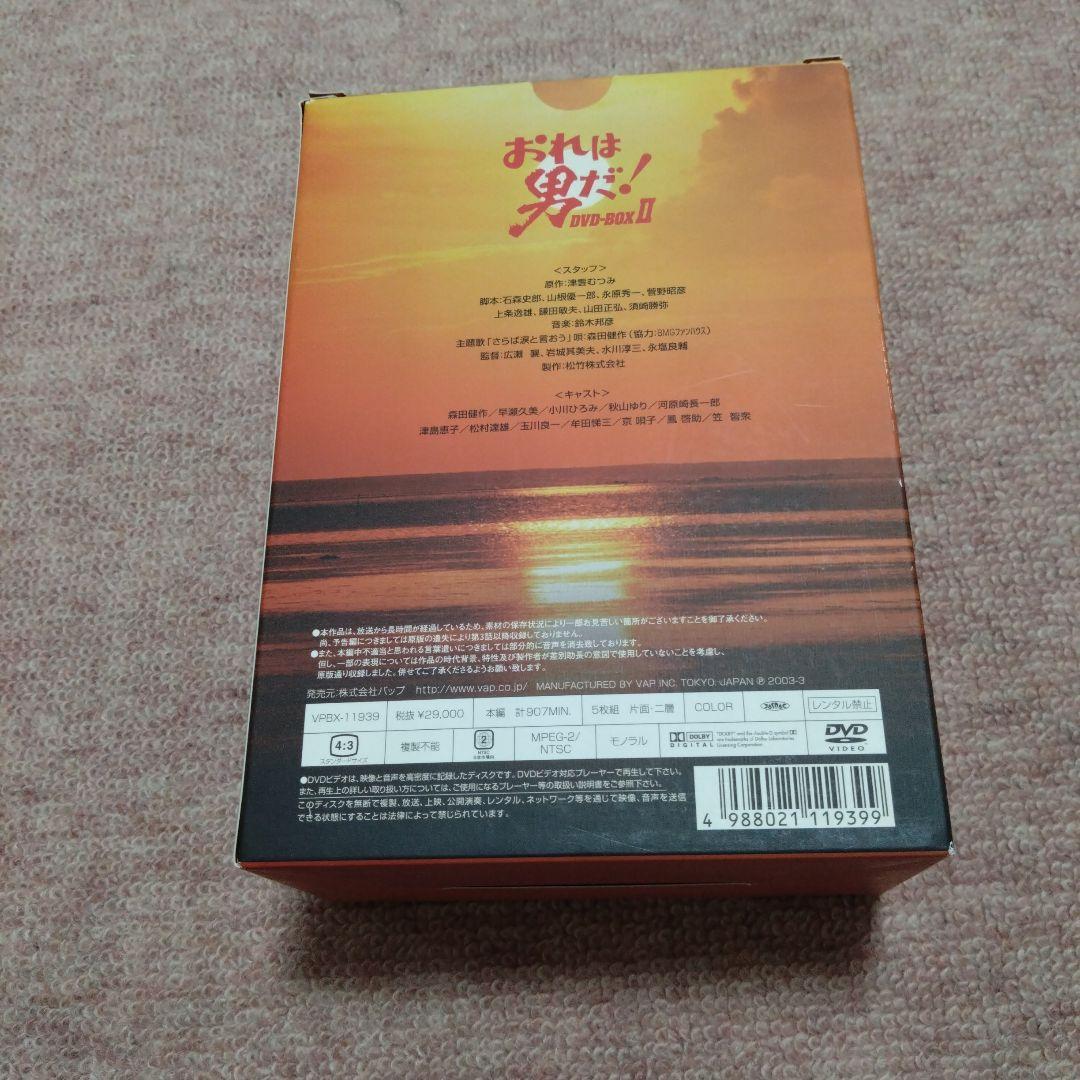 おれは
男だ!
DVD-BOX II
<スタッフ>
原作:津雲むつみ
脚本:石森史郎、山根優一郎、永原秀一、菅野昭彦
上条逸雄、鎌田敏夫、山田正弘、須崎勝弥
音楽:鈴木邦彦
主題歌「さらば涙と言おう」唄:森田健作(協力:BMGファンハウス)
監督:広瀬 襄、岩城其美夫、水川淳三、永塩良輔
製作:松竹株式会社
<キャスト>
森田健作/早瀬久美/小川ひろみ/秋山ゆり/河原崎長一郎
津島恵子/松村達雄/玉川良一/牟田悌三/京 唄子/鳳 啓助/笠 智衆
●本作品は、放送から長時間が経過しているため、素材の保存状況により一部お見苦しい箇所がございますことを御了承ください。
尚、予告編につきましては原版の遺失により第3話以降収録しておりません。
●また、本編中不適当と思われる言葉遣いにつきましては部分的に音声を消去致しております。
但し、一部の表現については作品の時代背景、特性及び製作者が差別助長の意図で使用していないことを考慮し、
原版通り収録しました。併せてご了承くださるようお願い致します。
発売元:株式会社バップ http://www.vap.co.jp/ MANUFACTURED BY VAP INC. TOKYO. JAPAN ℗ 2003-3
VPBX-11939 税抜 ¥29,000 本編 計907MIN. 5枚組 片面・二層 COLOR レンタル禁止
4:3 スタンダードサイズ 複製不能 2 NTSC 日本市場向 MPEG-2/NTSC モノラル DOLBY DIGITAL "DOLBY" and the double-D symbol are trademarks of Dolby Laboratories Licensing Corporation. DVD VIDEO
●DVDビデオは、映像と音声を高密度に記録したディスクです。DVDビデオ対応プレーヤーで再生して下さい。
また、再生上の詳しい取り扱い方については、ご使用になるプレーヤー等の取扱い説明書をご参照下さい。
このディスクを無断で複製、放送、上映、公開演奏、レンタル、ネットワーク等を通じて映像、音声を送信
できる状態にすることは法律によって禁じられています。
4 988021 119399